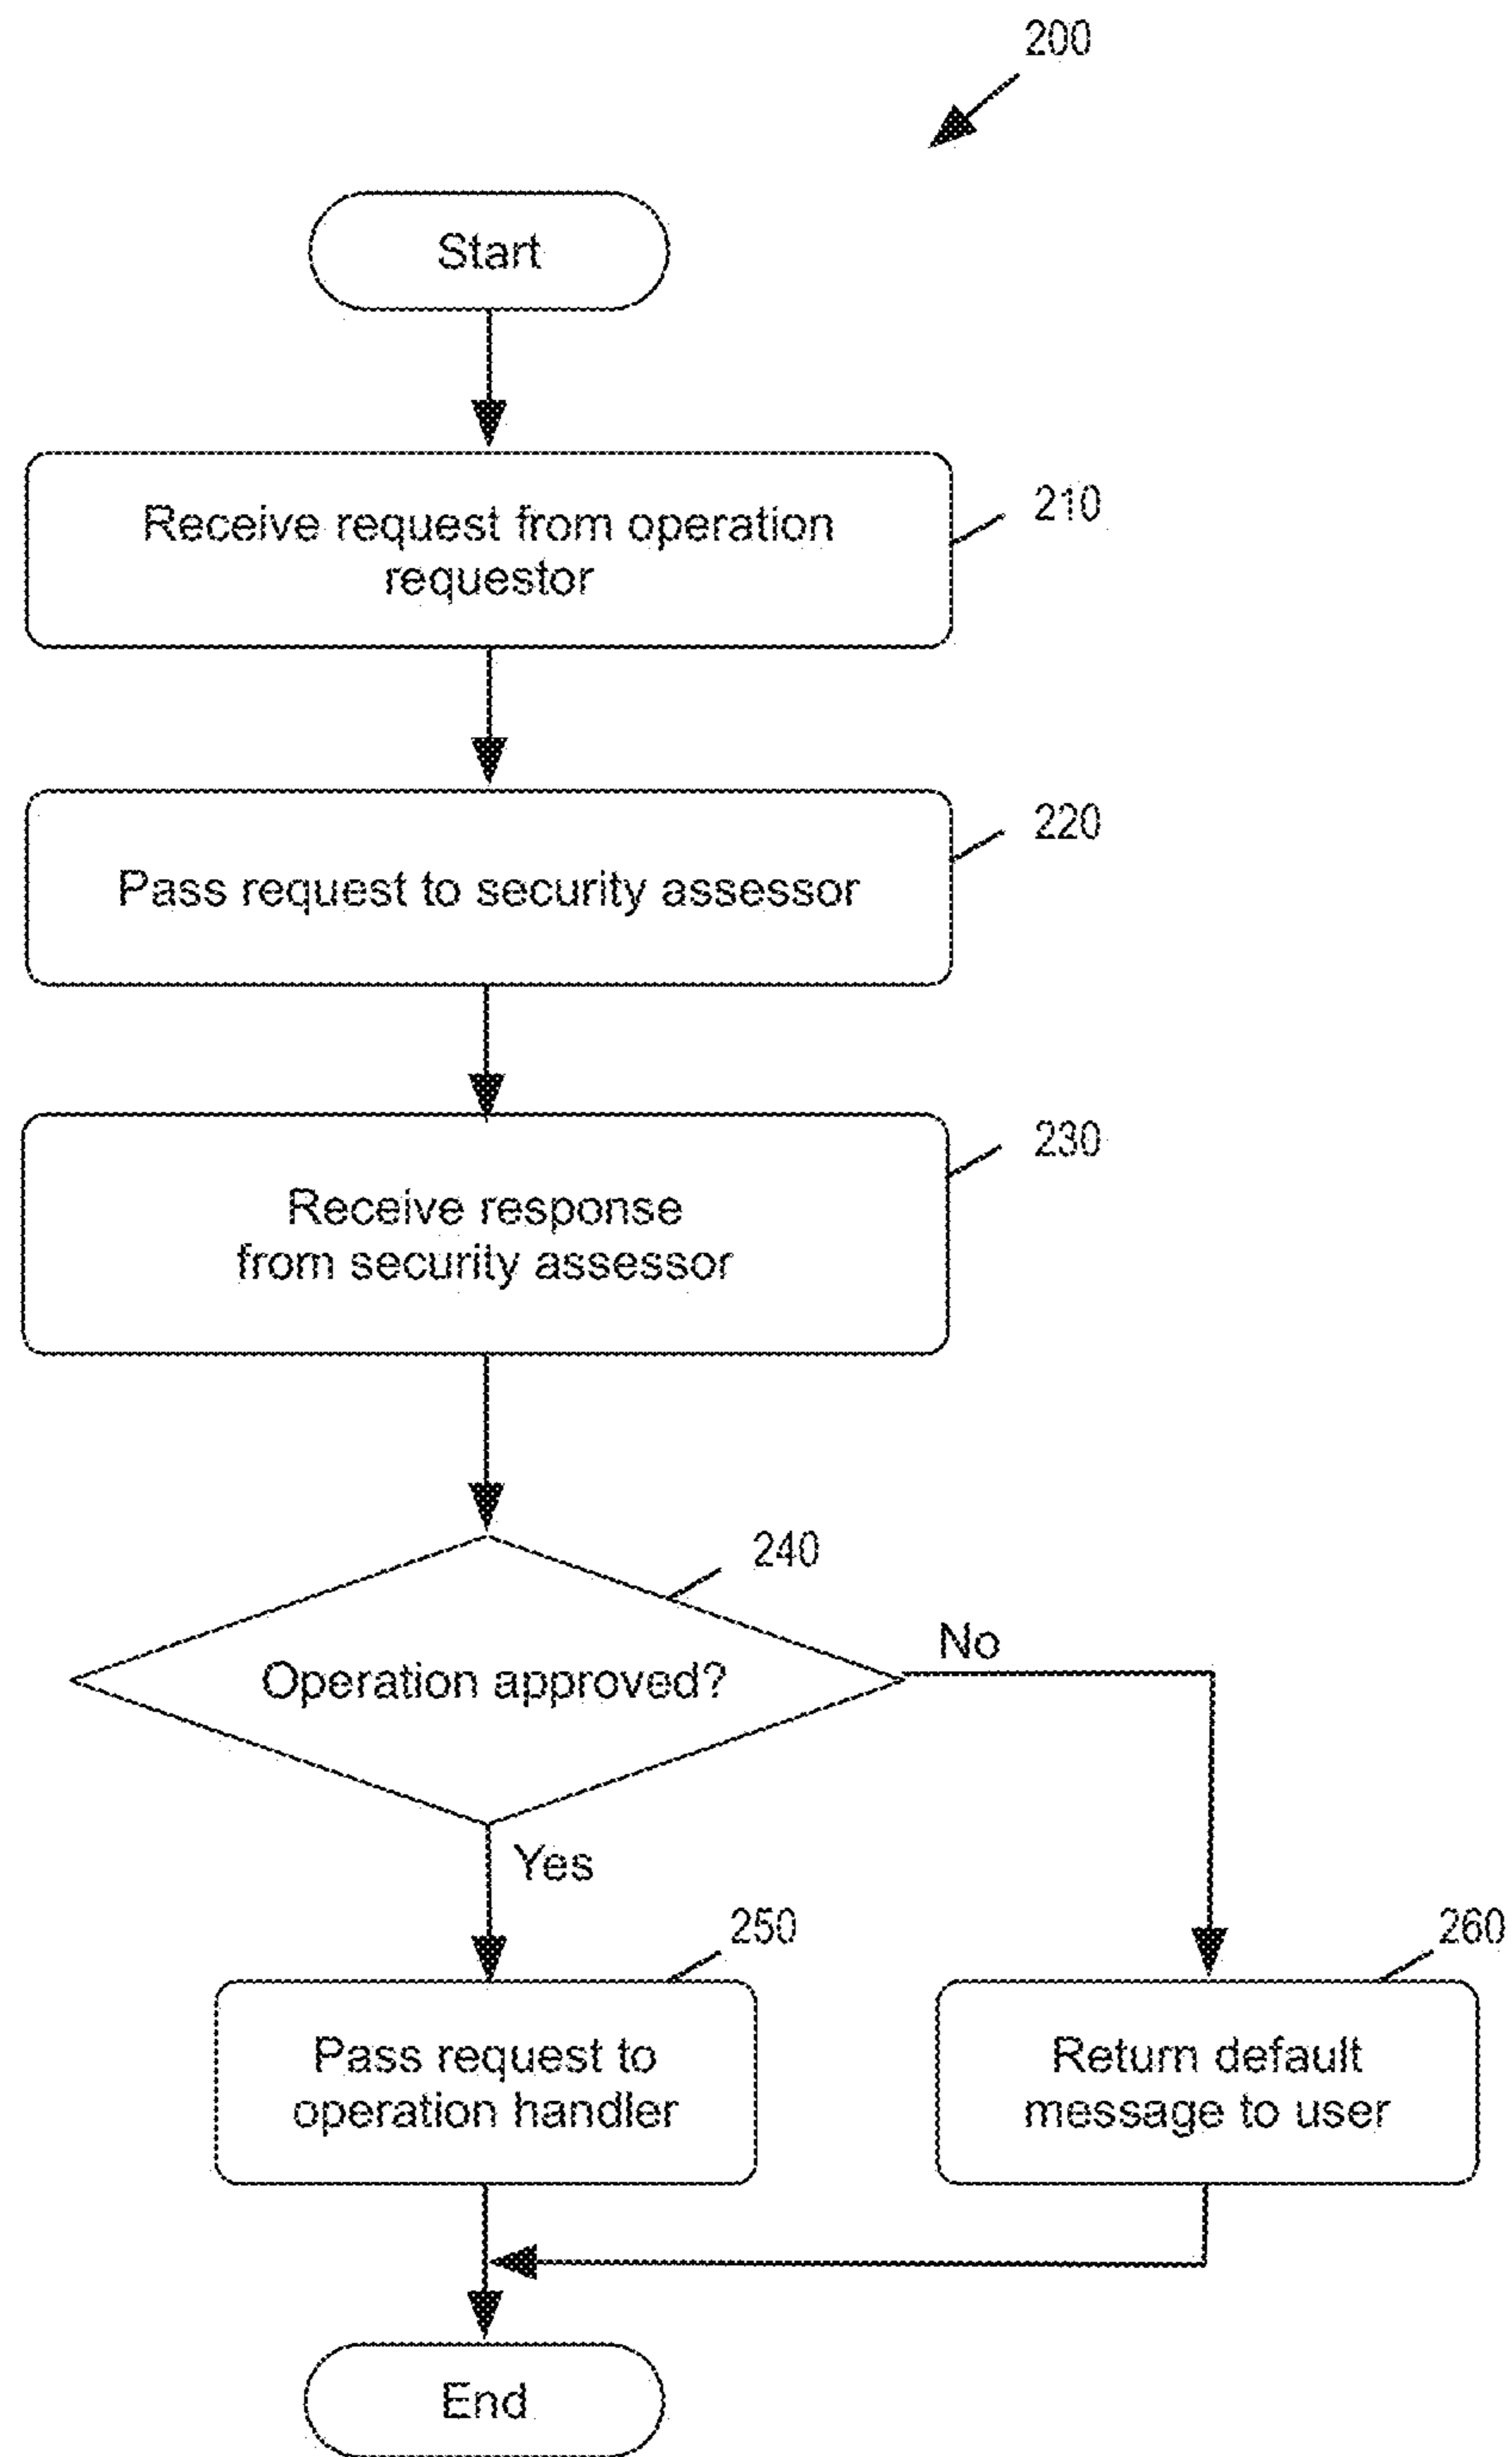 200
Start
Receive request from operation
requestor
210
Pass request to security assessor
220
Receive response
from security assessor
230
240
Operation approved?
No
Yes
250
Pass request to
operation handler
260
Return default
message to user
End